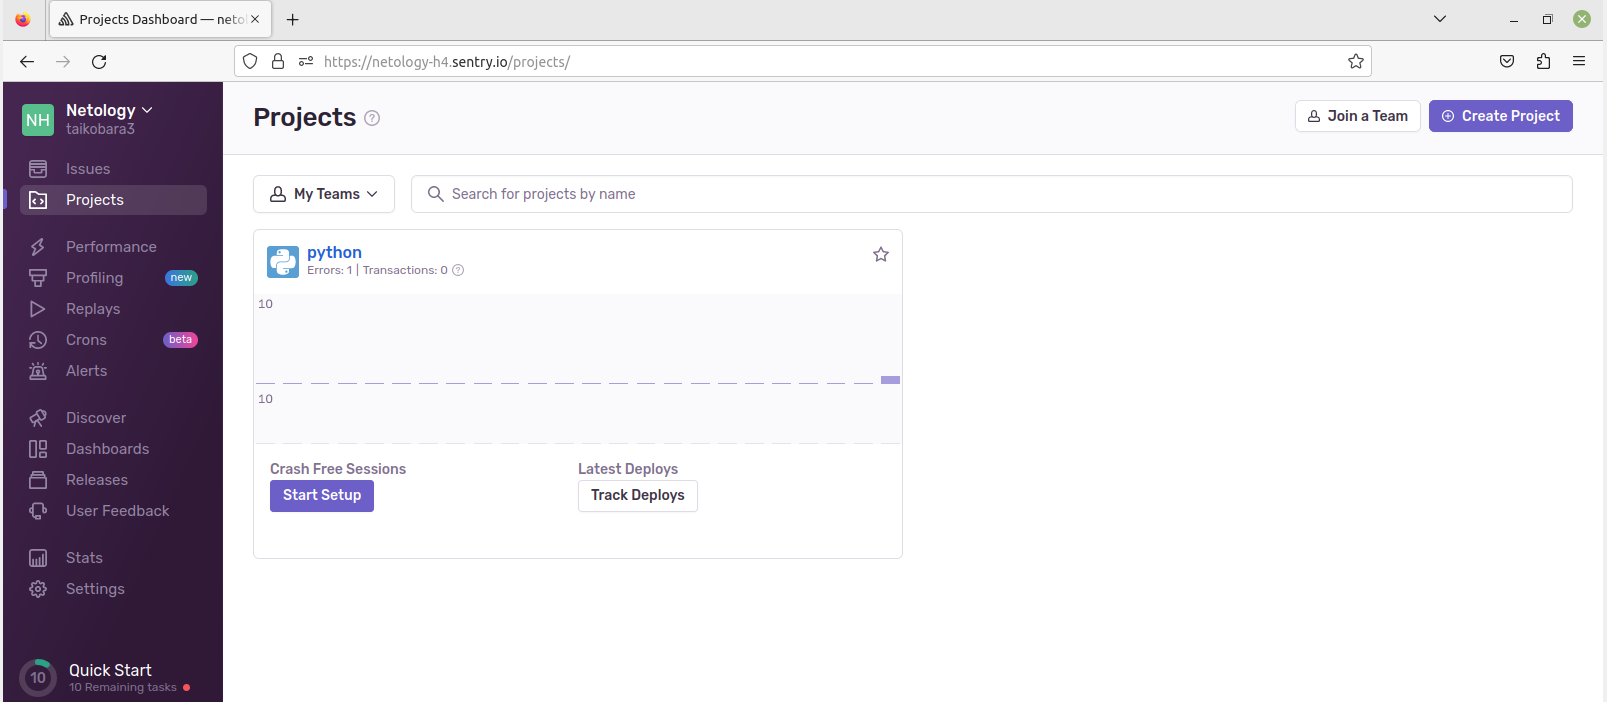 Projects Dashboard — neto
https://netology-h4.sentry.io/projects/
NH
Netology
taikobara3
Issues
Projects
Performance
Profiling new
Replays
Crons beta
Alerts
Discover
Dashboards
Releases
User Feedback
Stats
Settings
10
Quick Start
10 Remaining tasks
Projects ?
Join a Team
Create Project
My Teams
Search for projects by name
python
Errors: 1 | Transactions: 0 ?
10
10
Crash Free Sessions
Start Setup
Latest Deploys
Track Deploys